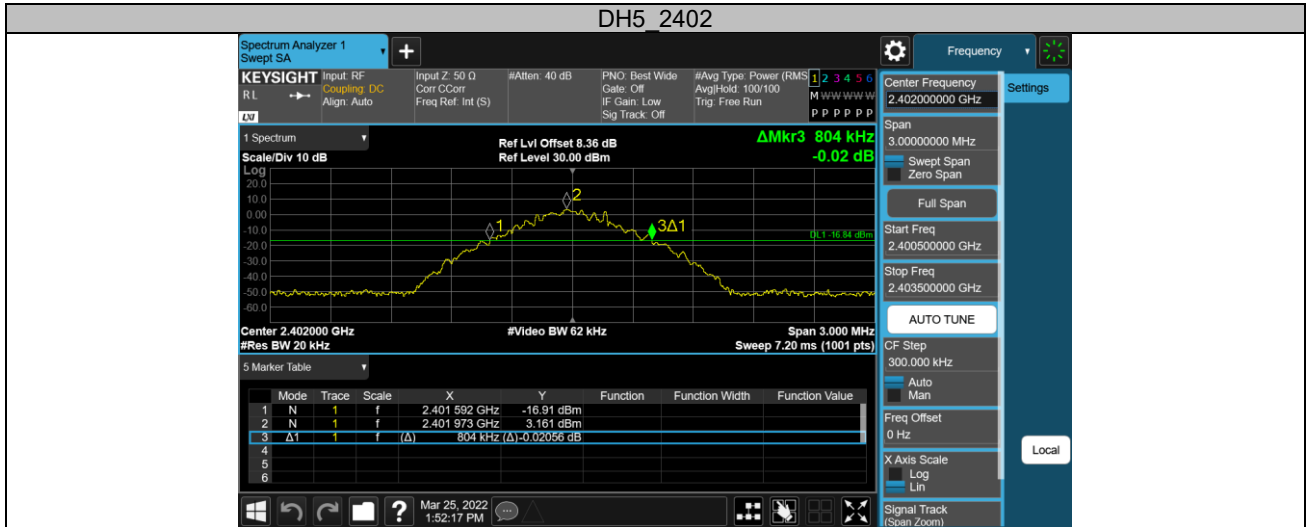 DH5_2402
Spectrum Analyzer 1
Swept SA
Frequency
KEYSIGHT
RL
LXI
Input: RF
Coupling: DC
Align: Auto
Input Z: 50 Ω
Corr CCorr
Freq Ref: Int (S)
#Atten: 40 dB
PNO: Best Wide
Gate: Off
IF Gain: Low
Sig Track: Off
#Avg Type: Power (RMS
Avg|Hold: 100/100
Trig: Free Run
1 2 3 4 5 6
M W W W W W
P P P P P P
1 Spectrum
Scale/Div 10 dB
Ref Lvl Offset 8.36 dB
Ref Level 30.00 dBm
ΔMkr3 804 kHz
-0.02 dB
Log
20.0
10.0
0.00
-10.0
-20.0
-30.0
-40.0
-50.0
-60.0
1
2
3Δ1
DL1 -16.84 dBm
Center 2.402000 GHz
#Res BW 20 kHz
#Video BW 62 kHz
Span 3.000 MHz
Sweep 7.20 ms (1001 pts)
5 Marker Table
Mode Trace Scale X Y Function Function Width Function Value
1 N 1 f 2.401 592 GHz -16.91 dBm
2 N 1 f 2.401 973 GHz 3.161 dBm
3 Δ1 1 f (Δ) 804 kHz (Δ)-0.02056 dB
4
5
6
?
Mar 25, 2022
1:52:17 PM
Center Frequency
2.402000000 GHz
Span
3.00000000 MHz
Swept Span
Zero Span
Full Span
Start Freq
2.400500000 GHz
Stop Freq
2.403500000 GHz
AUTO TUNE
CF Step
300.000 kHz
Auto
Man
Freq Offset
0 Hz
X Axis Scale
Log
Lin
Signal Track
(Span Zoom)
Settings
Local